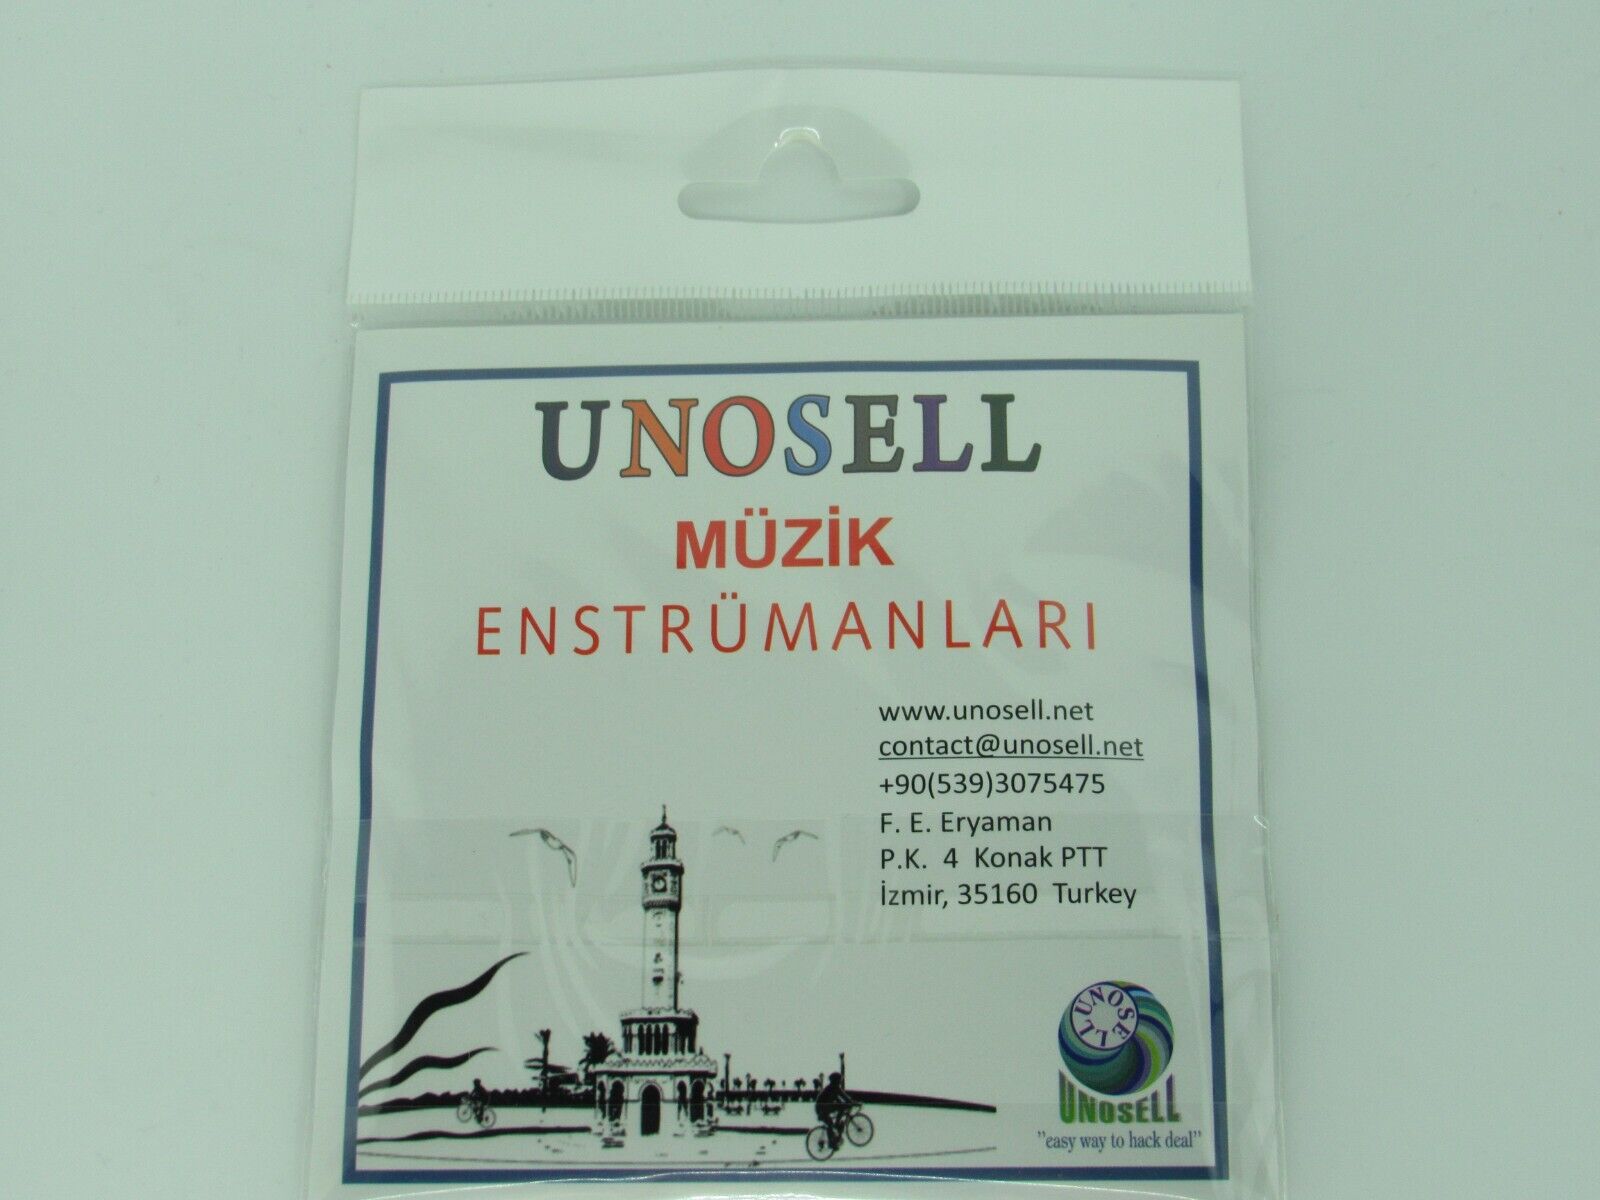 UNOSELL
MÜZİK
ENSTRÜMANLARI
www.unosell.net
contact@unosell.net
+90(539)3075475
F. E. Eryaman
P.K. 4 Konak PTT
İzmir, 35160 Turkey
UNOSELL
UNOSELL
"easy way to hack deal"